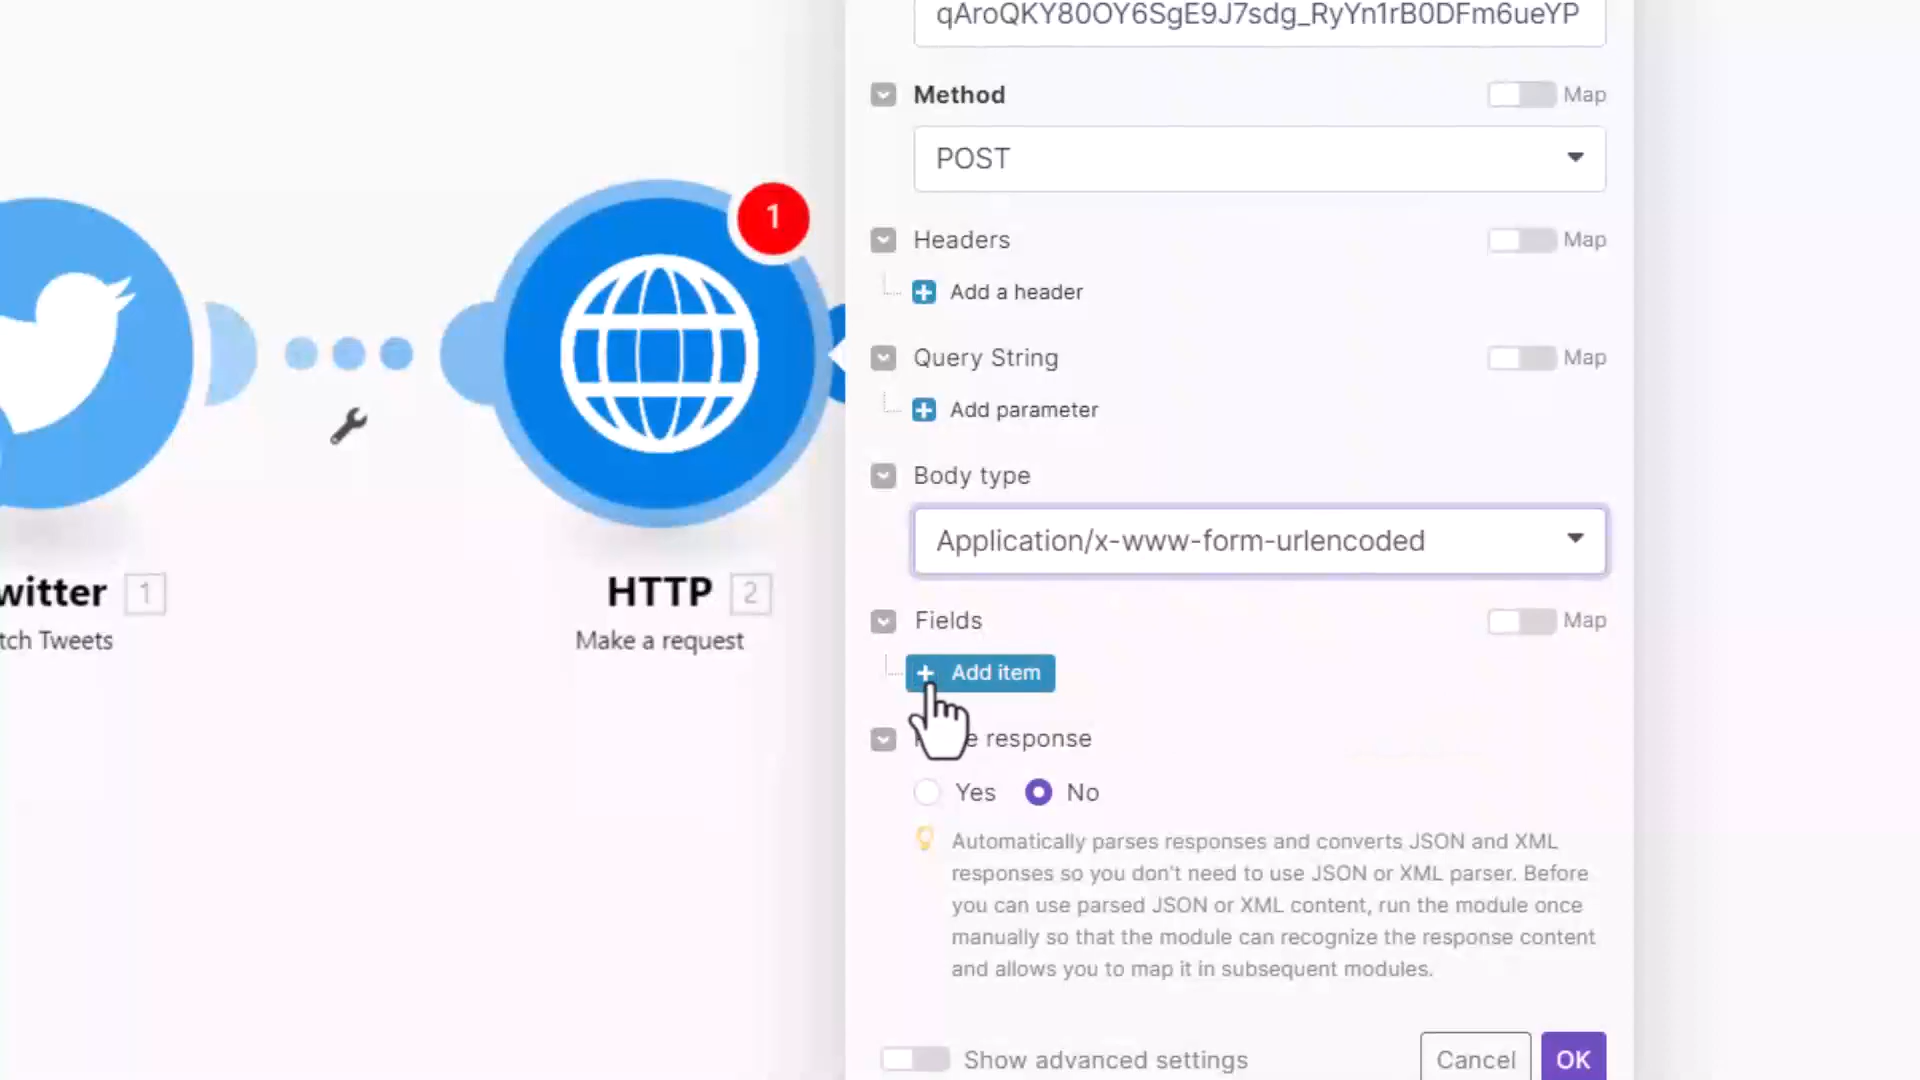 qAroQKY80OY6SgE9J7sdg_RyYn1rB0DFm6ueYP
Method
Map
POST
1
Headers
Map
Add a header
Query String
Map
Add parameter
Body type
Application/x-www-form-urlencoded
witter 1
tch Tweets
HTTP 2
Make a request
Fields
Map
Add item
e response
Yes
No
Automatically parses responses and converts JSON and XML
responses so you don't need to use JSON or XML parser. Before
you can use parsed JSON or XML content, run the module once
manually so that the module can recognize the response content
and allows you to map it in subsequent modules.
Show advanced settings
Cancel
OK